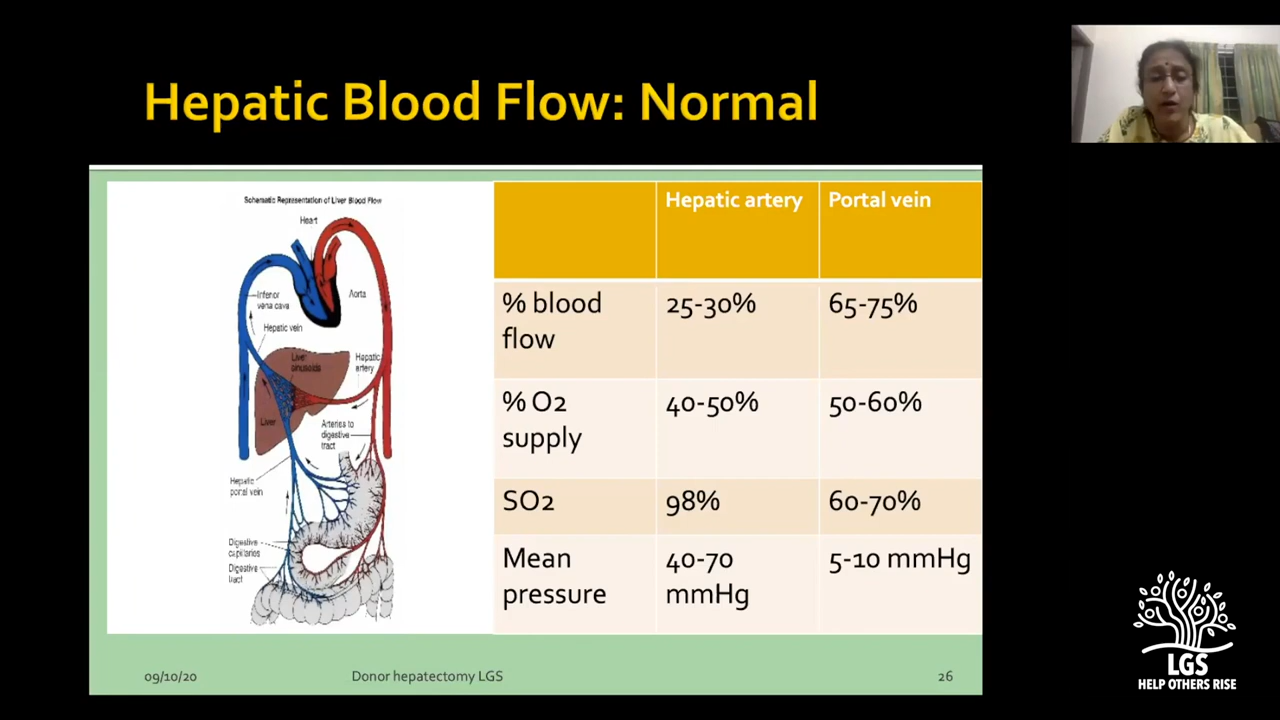 Hepatic Blood Flow: Normal
Schematic Representation of Liver Blood Flow
Heart
Inferior
vena cava
Aorta
Hepatic vein
Liver
sinusoids
Hepatic
artery
Liver
Arteries to
digestive
tract
Hepatic
portal vein
Digestive
capillaries
Digestive
tract
Hepatic artery Portal vein
% blood
flow
25-30% 65-75%
% O2
supply
40-50% 50-60%
SO2 98% 60-70%
Mean
pressure
40-70
mmHg
5-10 mmHg
09/10/20 Donor hepatectomy LGS 26
LGS
HELP OTHERS RISE